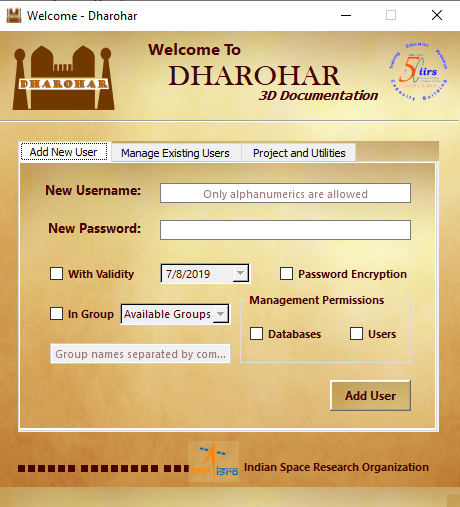 Welcome - Dharohar
DHAROHAR
Welcome To
DHAROHAR
3D Documentation
Training Education Research
iirs
Capacity Building
Add New User
Manage Existing Users
Project and Utilities
New Username:
Only alphanumerics are allowed
New Password:
With Validity
7/8/2019
Password Encryption
In Group
Available Groups
Management Permissions
Databases
Users
Group names separated by com...
Add User
इसरो isro
Indian Space Research Organization